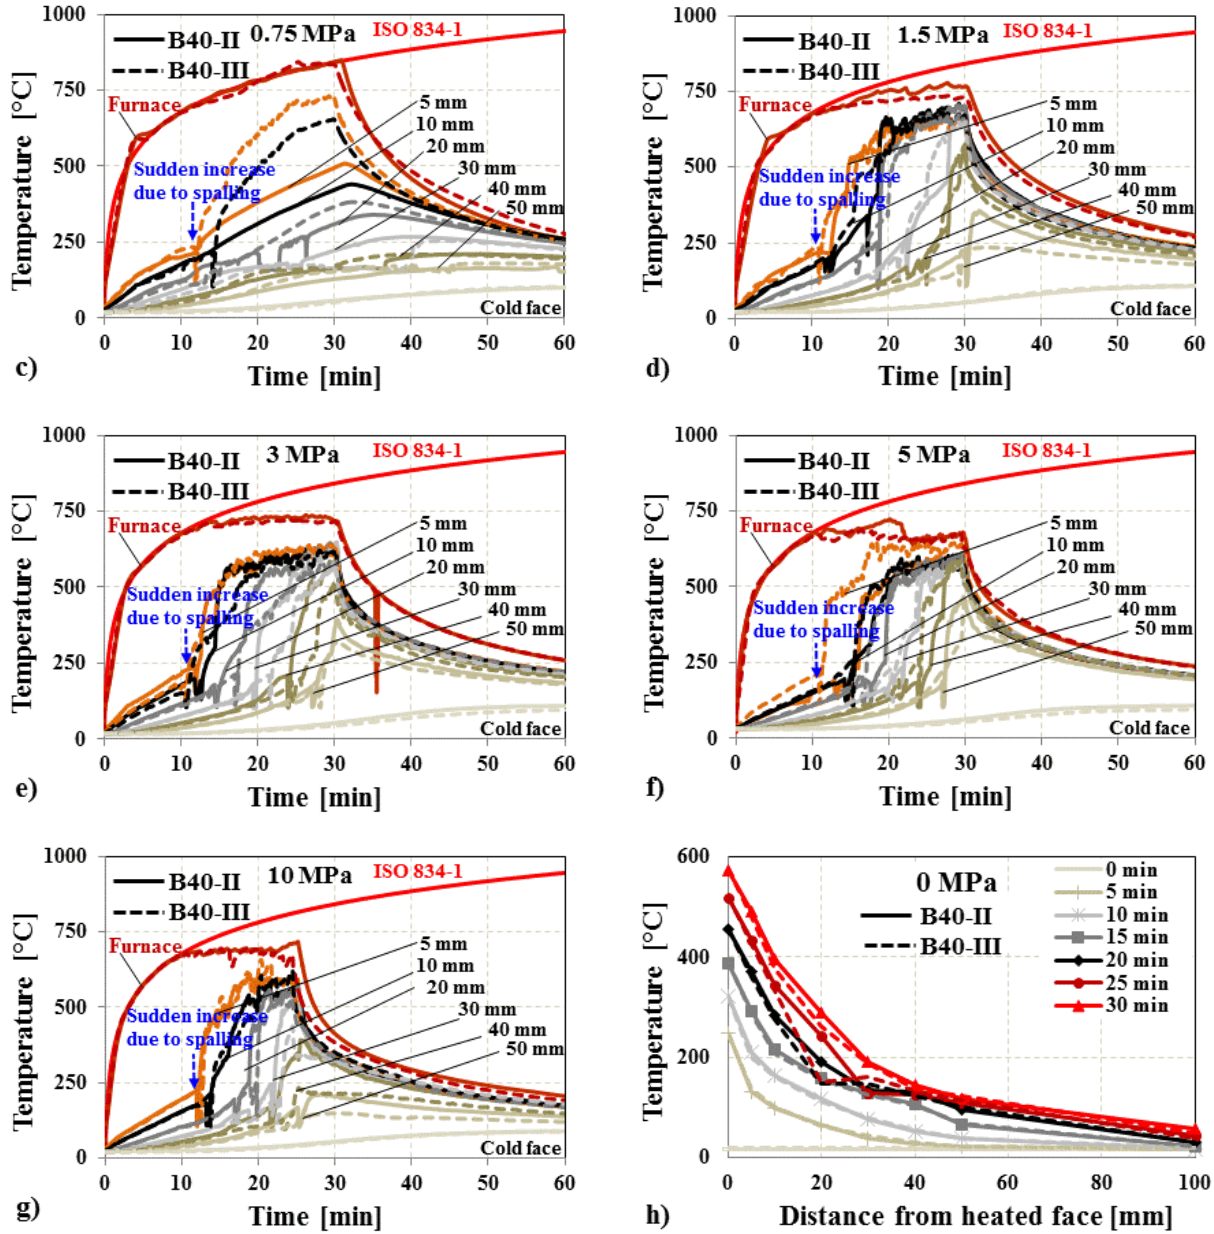 1000
750
500
250
0
Temperature [°C]
0.75 MPa
ISO 834-1
B40-II
B40-III
Furnace
Sudden increase
due to spalling
5 mm
10 mm
20 mm
30 mm
40 mm
50 mm
Cold face
0 10 20 30 40 50 60
c)
Time [min]
1000
750
500
250
0
Temperature [°C]
1.5 MPa
ISO 834-1
B40-II
B40-III
Furnace
Sudden increase
due to spalling
5 mm
10 mm
20 mm
30 mm
40 mm
50 mm
Cold face
0 10 20 30 40 50 60
d)
Time [min]
1000
750
500
250
0
Temperature [°C]
3 MPa
ISO 834-1
B40-II
B40-III
Furnace
Sudden increase
due to spalling
5 mm
10 mm
20 mm
30 mm
40 mm
50 mm
Cold face
0 10 20 30 40 50 60
e)
Time [min]
1000
750
500
250
0
Temperature [°C]
5 MPa
ISO 834-1
B40-II
B40-III
Furnace
Sudden increase
due to spalling
5 mm
10 mm
20 mm
30 mm
40 mm
50 mm
Cold face
0 10 20 30 40 50 60
f)
Time [min]
1000
750
500
250
0
Temperature [°C]
10 MPa
ISO 834-1
B40-II
B40-III
Furnace
Sudden increase
due to spalling
5 mm
10 mm
20 mm
30 mm
40 mm
50 mm
Cold face
0 10 20 30 40 50 60
g)
Time [min]
600
400
200
0
Temperature [°C]
0 MPa
B40-II
B40-III
0 min
5 min
10 min
15 min
20 min
25 min
30 min
0 20 40 60 80 100
h)
Distance from heated face [mm]